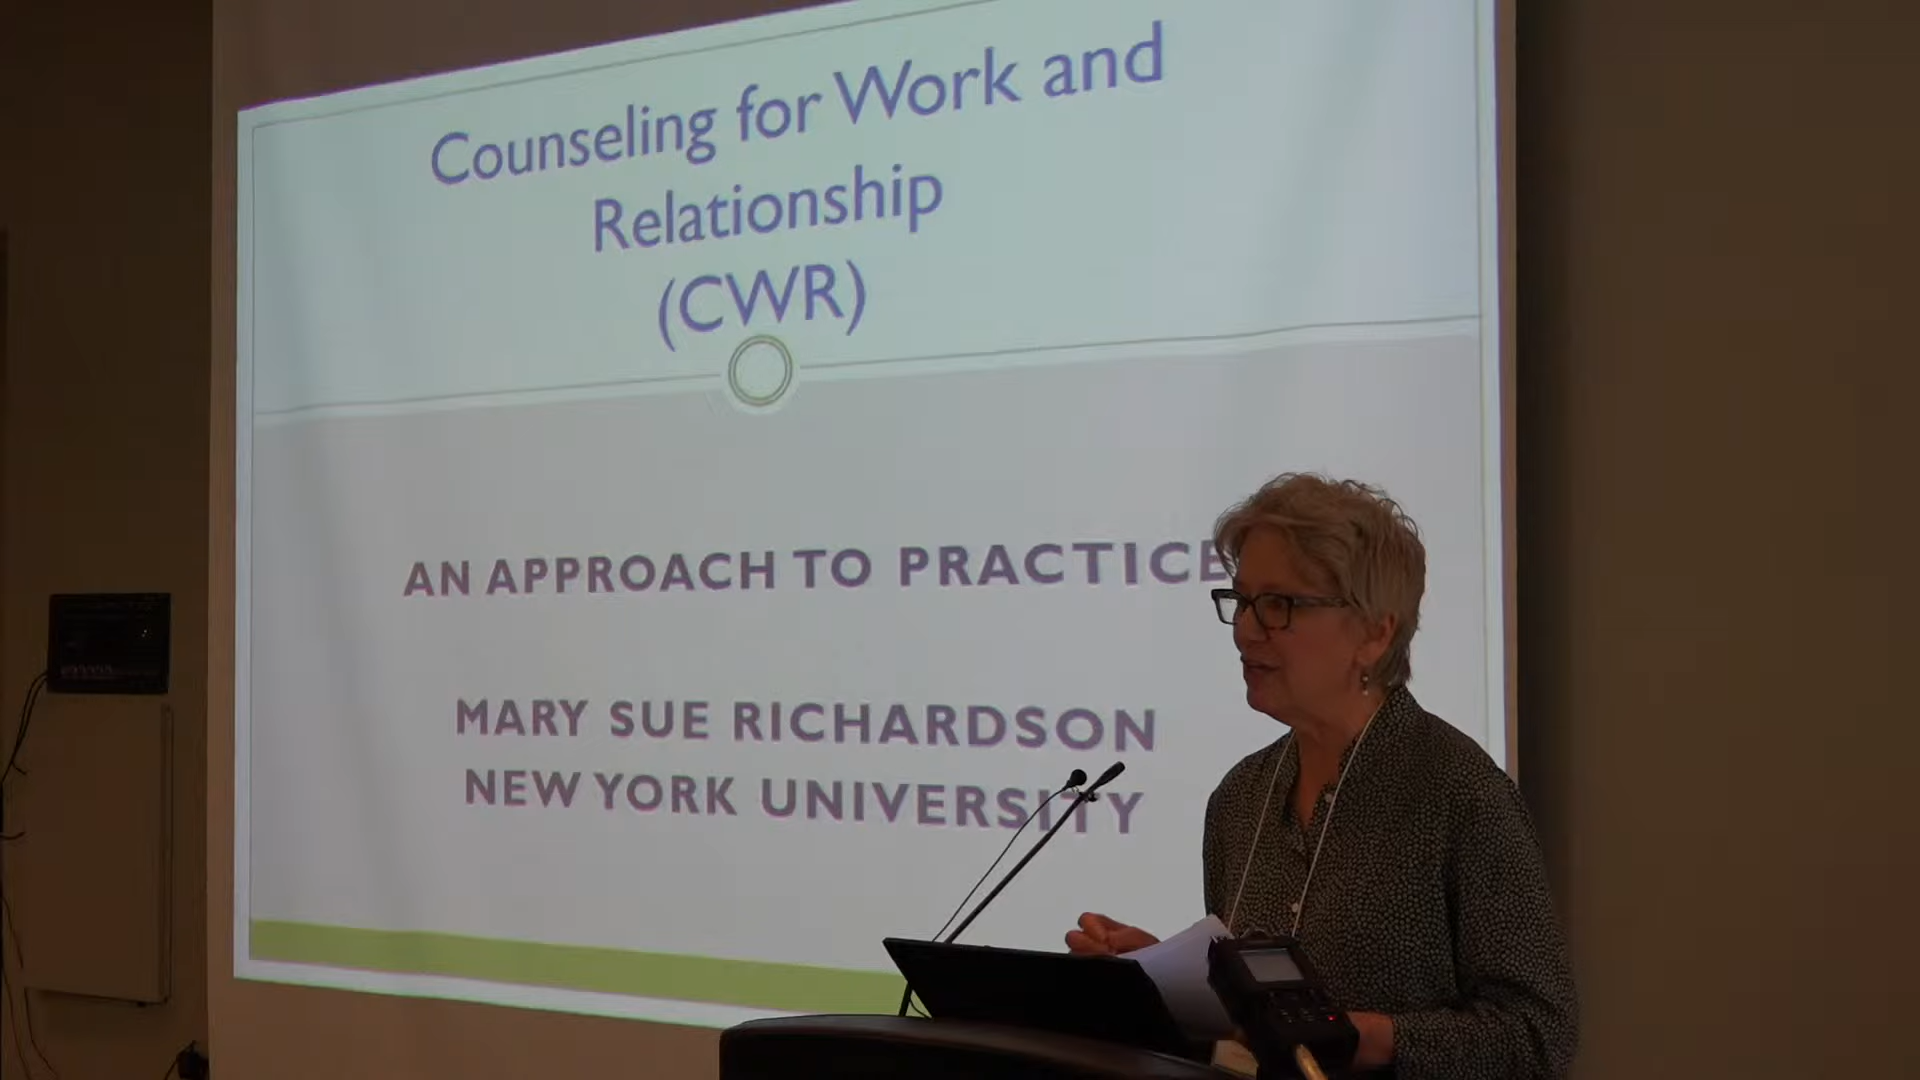 Counseling for Work and
Relationship
(CWR)
AN APPROACH TO PRACTICE
MARY SUE RICHARDSON
NEW YORK UNIVERSITY